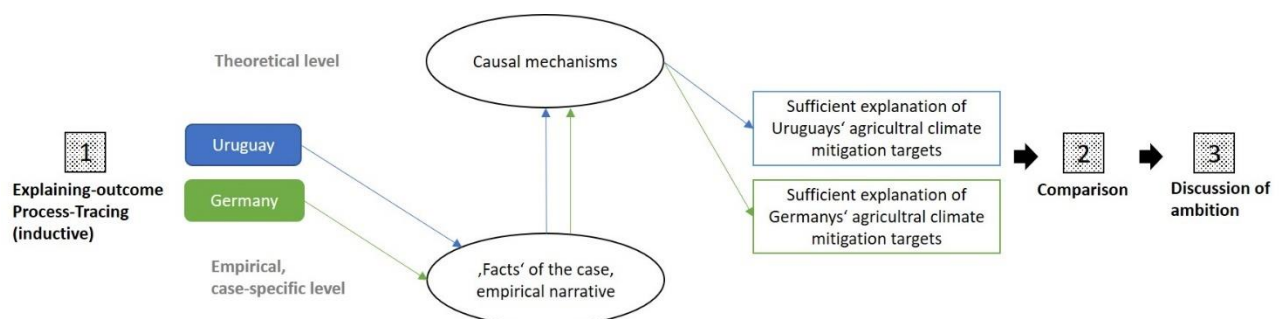 Theoretical level
Causal mechanisms
1
Explaining-outcome
Process-Tracing
(inductive)
Uruguay
Germany
Empirical,
case-specific level
‚Facts‘ of the case,
empirical narrative
Sufficient explanation of
Uruguays‘ agricultral climate
mitigation targets
Sufficient explanation of
Germanys‘ agricultral climate
mitigation targets
2
Comparison
3
Discussion of
ambition